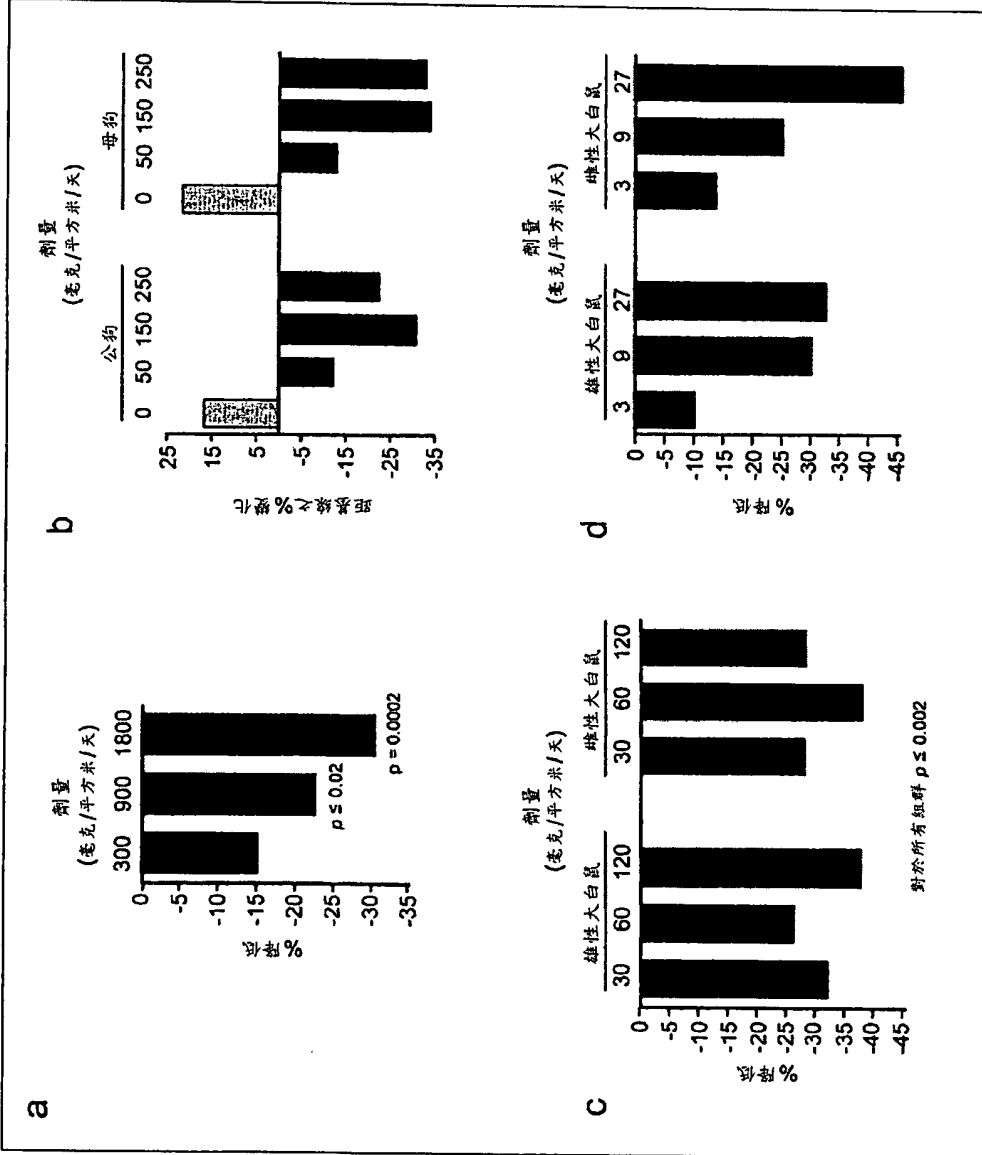 a
劑量
(毫克/平方米/天)
300 900 1800
0
-5
-10
-15
-20
-25
-30
-35
%降低
p ≤ 0.02
p = 0.0002
b
劑量
(毫克/平方米/天)
公狗 母狗
0 50 150 250 0 50 150 250
25
15
5
-5
-15
-25
-35
距基線之%變化
c
劑量
(毫克/平方米/天)
雄性大白鼠 雌性大白鼠
30 60 120 30 60 120
0
-5
-10
-15
-20
-25
-30
-35
-40
-45
%降低
對於所有組群 p ≤ 0.002
d
劑量
(毫克/平方米/天)
雄性大白鼠 雌性大白鼠
3 9 27 3 9 27
0
-5
-10
-15
-20
-25
-30
-35
-40
-45
%降低